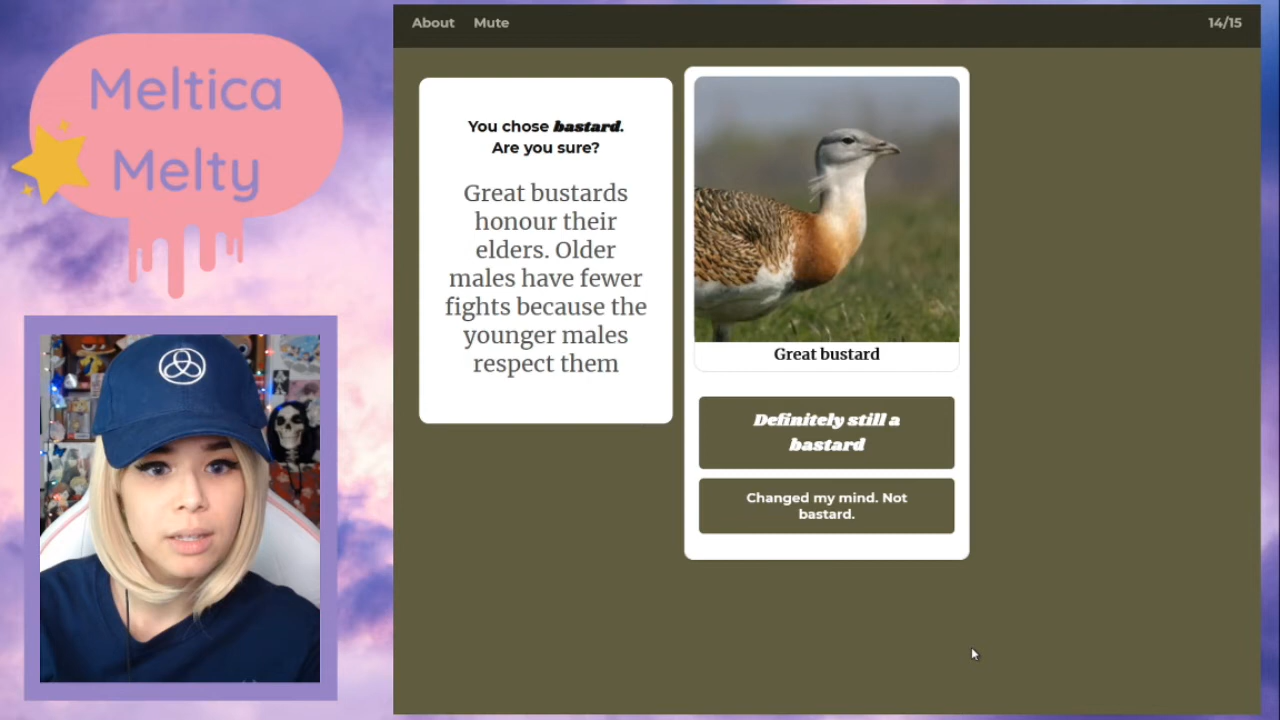 Meltica
Melty
About Mute 14/15
You chose bastard.
Are you sure?
Great bustards
honour their
elders. Older
males have fewer
fights because the
younger males
respect them
Great bustard
Definitely still a
bastard
Changed my mind. Not
bastard.